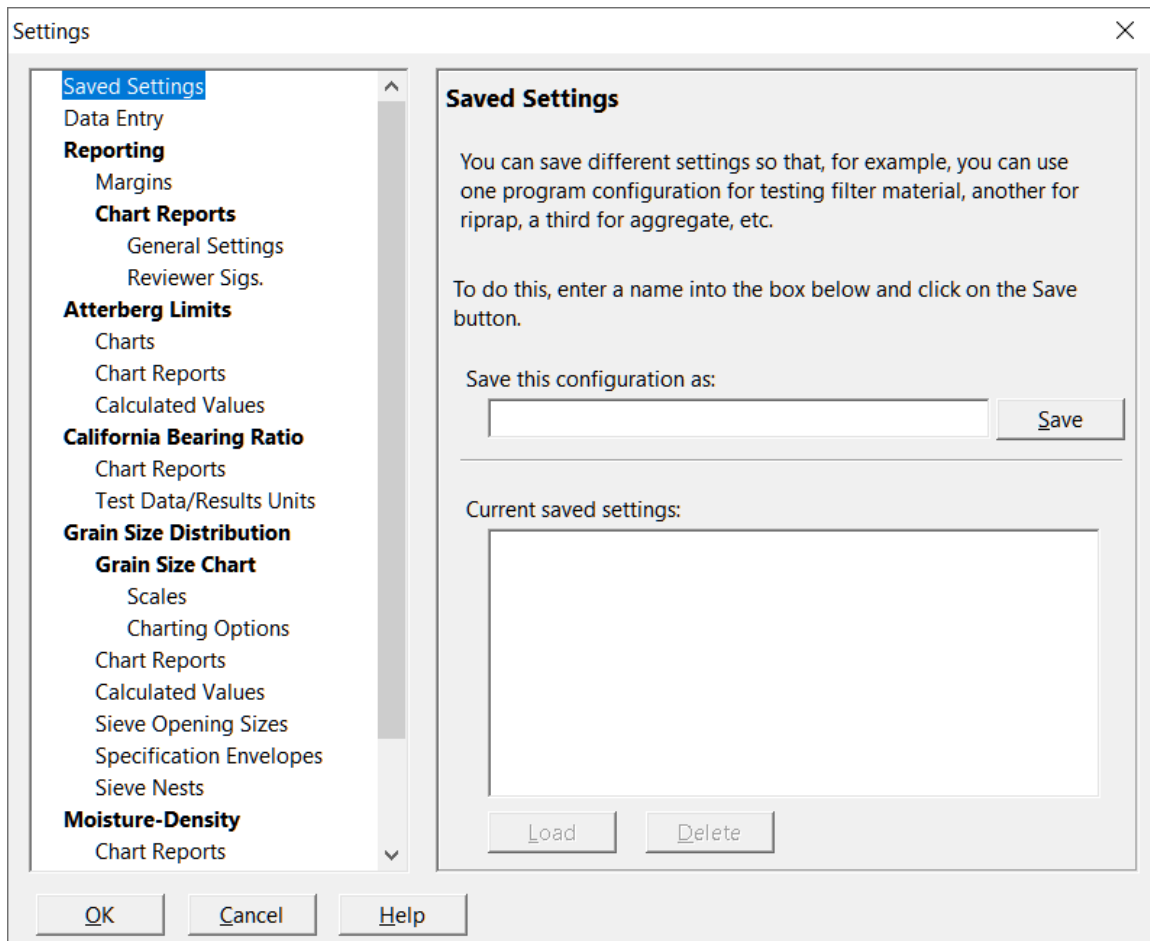 Settings
Saved Settings
Data Entry
Reporting
Margins
Chart Reports
General Settings
Reviewer Sigs.
Atterberg Limits
Charts
Chart Reports
Calculated Values
California Bearing Ratio
Chart Reports
Test Data/Results Units
Grain Size Distribution
Grain Size Chart
Scales
Charting Options
Chart Reports
Calculated Values
Sieve Opening Sizes
Specification Envelopes
Sieve Nests
Moisture-Density
Chart Reports
Saved Settings
You can save different settings so that, for example, you can use
one program configuration for testing filter material, another for
riprap, a third for aggregate, etc.
To do this, enter a name into the box below and click on the Save
button.
Save this configuration as:
Save
Current saved settings:
Load
Delete
OK
Cancel
Help